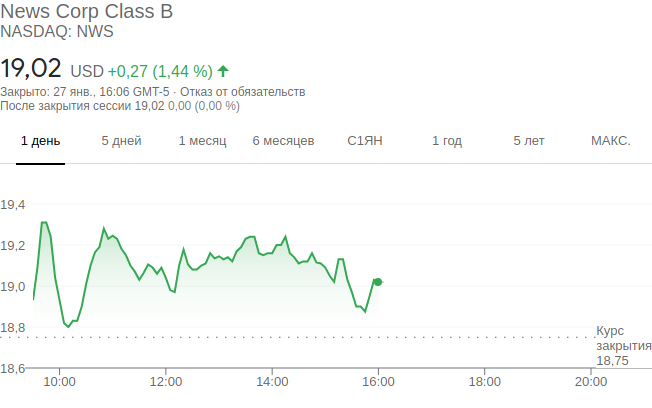 News Corp Class B
NASDAQ: NWS
19,02 USD +0,27 (1,44 %)
Закрыто: 27 янв., 16:06 GMT-5 · Отказ от обязательств
После закрытия сессии 19,02 0,00 (0,00 %)
1 день 5 дней 1 месяц 6 месяцев С1ЯН 1 год 5 лет МАКС.
19,4
19,2
19,0
18,8
Курс
закрытия
18,75
18,6
10:00 12:00 14:00 16:00 18:00 20:00